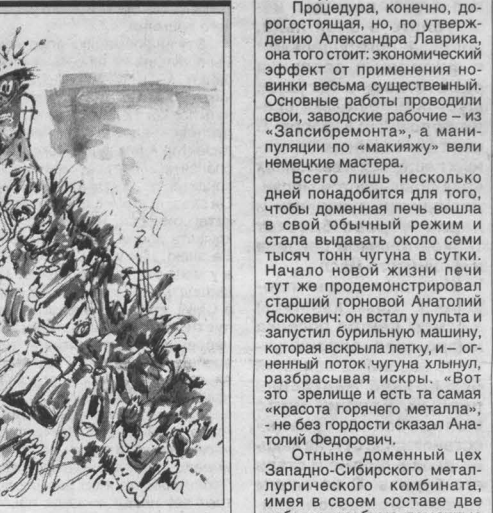 Процедура, конечно, до-
рогостоящая, но, по утверж-
дению Александра Лаврика,
она того стоит: экономический
эффект от применения но-
винки весьма существенный.
Основные работы проводили
свои, заводские рабочие – из
«Запсибремонта», а мани-
пуляции по «макияжу» вели
немецкие мастера.
Всего лишь несколько
дней понадобится для того,
чтобы доменная печь вошла
в свой обычный режим и
стала выдавать около семи
тысяч тонн чугуна в сутки.
Начало новой жизни печи
тут же продемонстрировал
старший горновой Анатолий
Ясюкевич: он встал у пульта и
запустил бурильную машину,
которая вскрыла летку, и – ог-
ненный поток чугуна хлынул,
разбрасывая искры. «Вот
это зрелище и есть та самая
«красота горячего металла»,
- не без гордости сказал Ана-
толий Федорович.
Отныне доменный цех
Западно-Сибирского метал-
лургического комбината,
имея в своем составе две